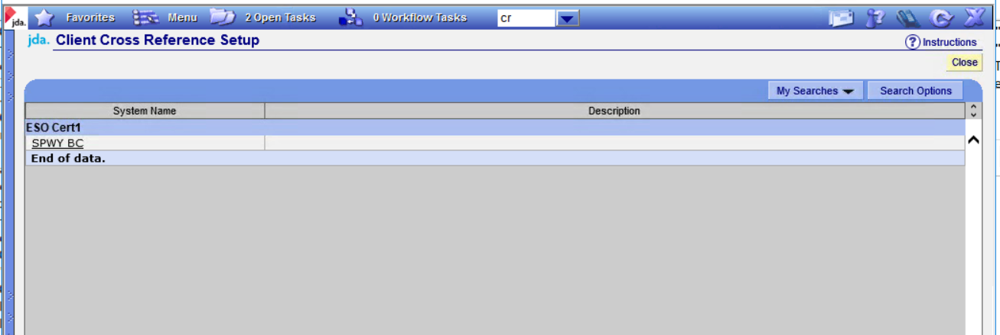 jda. Favorites Menu 2 Open Tasks 0 Workflow Tasks cr
jda. Client Cross Reference Setup Instructions
Close
My Searches Search Options
System Name Description
ESO Cert1
SPWY BC
End of data.